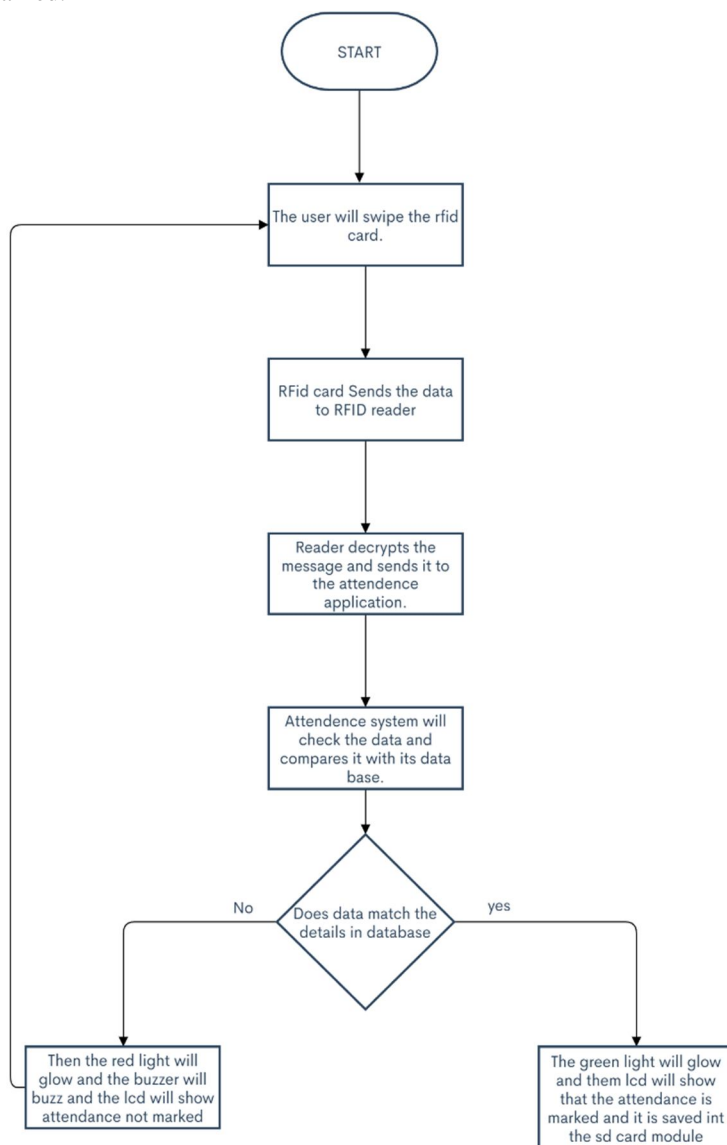 START
The user will swipe the rfid
card.
RFid card Sends the data
to RFID reader
Reader decrypts the
message and sends it to
the attendence
application.
Attendence system will
check the data and
compares it with its data
base.
Does data match the
details in database
No
yes
Then the red light will
glow and the buzzer will
buzz and the lcd will show
attendance not marked
The green light will glow
and them lcd will show
that the attendance is
marked and it is saved int
the sd card module